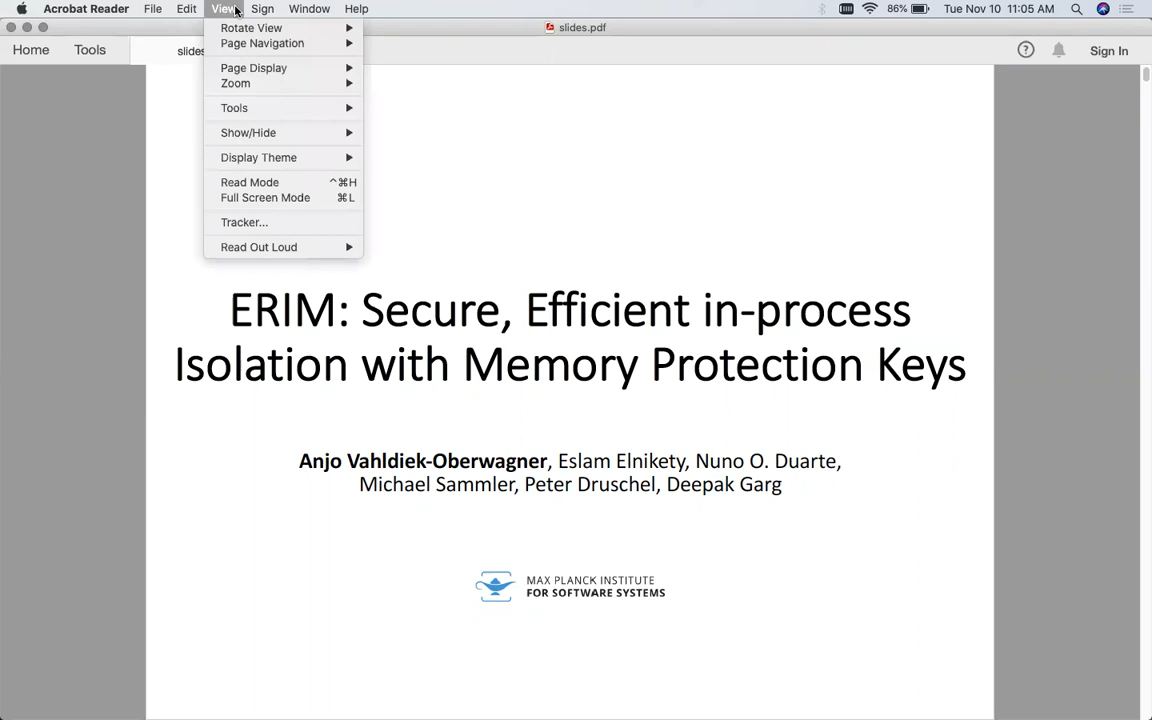 Acrobat Reader File Edit View Sign Window Help 86% Tue Nov 10 11:05 AM
slides.pdf
Home Tools slides ? Sign In
Rotate View ▶
Page Navigation ▶
Page Display ▶
Zoom ▶
Tools ▶
Show/Hide ▶
Display Theme ▶
Read Mode ^⌘H
Full Screen Mode ⌘L
Tracker...
Read Out Loud ▶
ERIM: Secure, Efficient in-process
Isolation with Memory Protection Keys
Anjo Vahldiek-Oberwagner, Eslam Elnikety, Nuno O. Duarte,
Michael Sammler, Peter Druschel, Deepak Garg
MAX PLANCK INSTITUTE
FOR SOFTWARE SYSTEMS